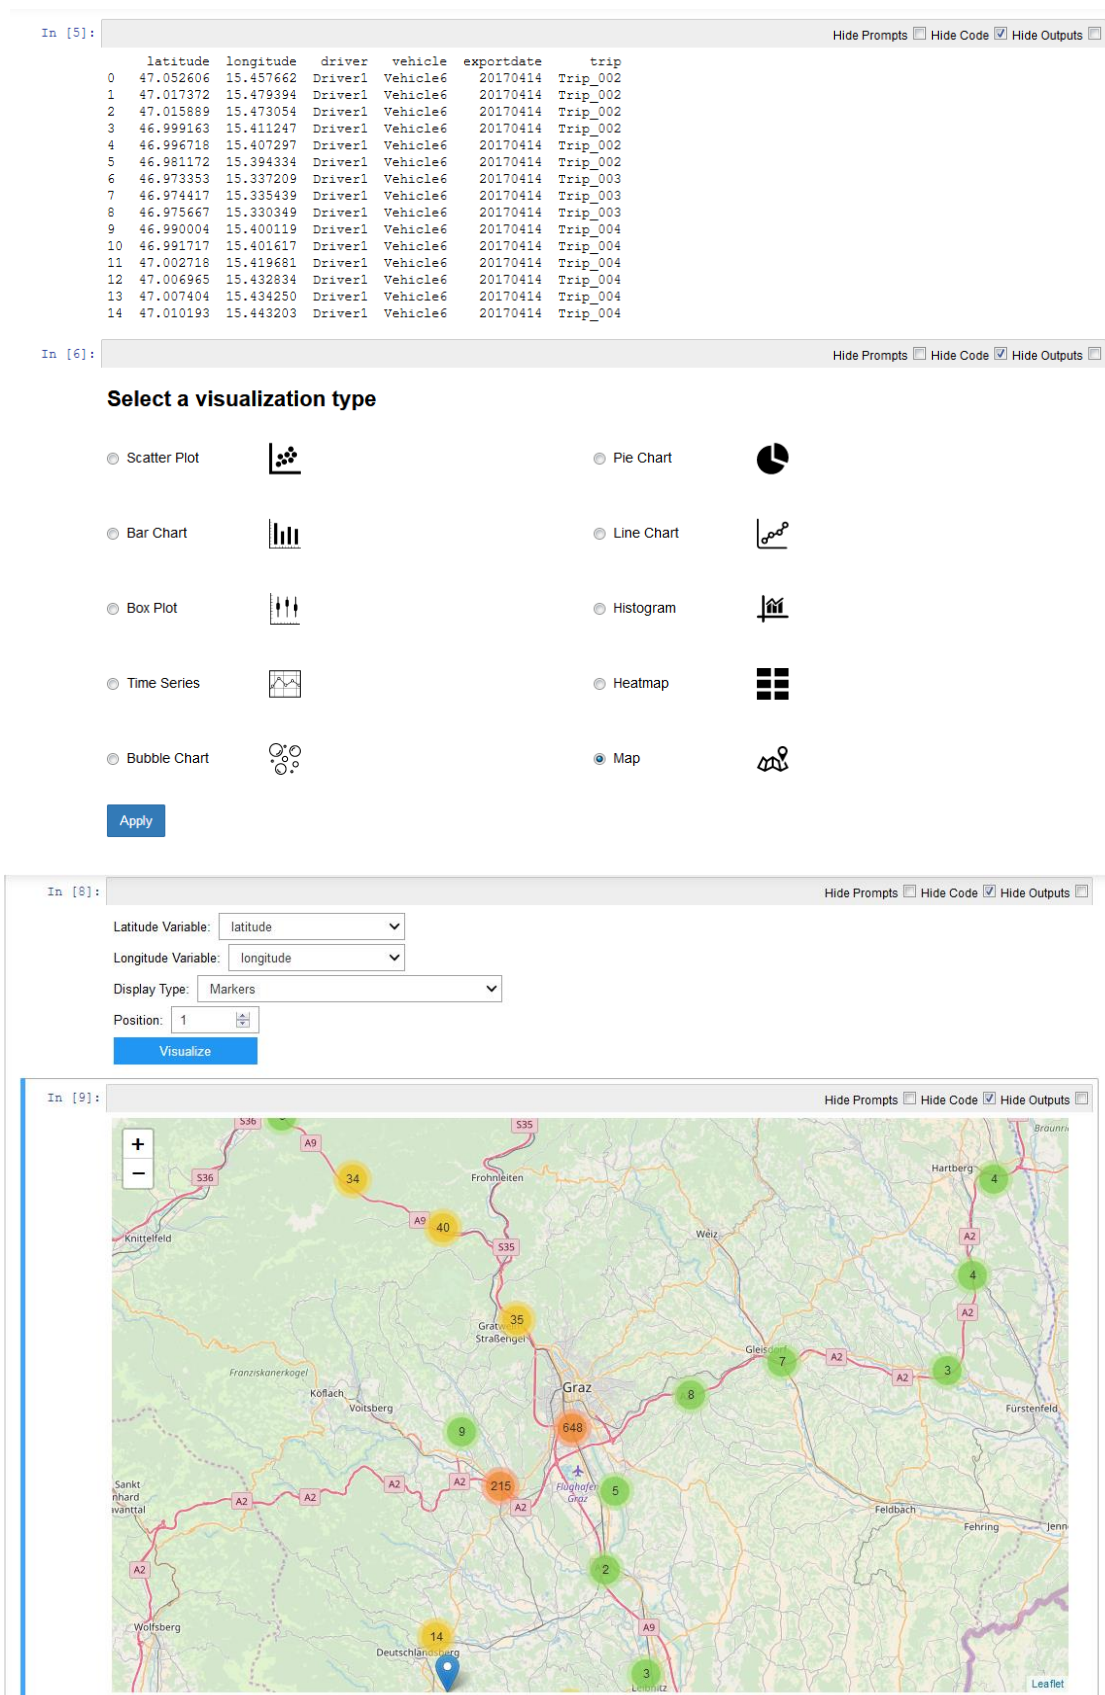 In [5]:
Hide Prompts Hide Code Hide Outputs
latitude longitude driver vehicle exportdate trip
0 47.052606 15.457662 Driver1 Vehicle6 20170414 Trip_002
1 47.017372 15.479394 Driver1 Vehicle6 20170414 Trip_002
2 47.015889 15.473054 Driver1 Vehicle6 20170414 Trip_002
3 46.999163 15.411247 Driver1 Vehicle6 20170414 Trip_002
4 46.996718 15.407297 Driver1 Vehicle6 20170414 Trip_002
5 46.981172 15.394334 Driver1 Vehicle6 20170414 Trip_002
6 46.973353 15.337209 Driver1 Vehicle6 20170414 Trip_003
7 46.974417 15.335439 Driver1 Vehicle6 20170414 Trip_003
8 46.975667 15.330349 Driver1 Vehicle6 20170414 Trip_003
9 46.990004 15.400119 Driver1 Vehicle6 20170414 Trip_004
10 46.991717 15.401617 Driver1 Vehicle6 20170414 Trip_004
11 47.002718 15.419681 Driver1 Vehicle6 20170414 Trip_004
12 47.006965 15.432834 Driver1 Vehicle6 20170414 Trip_004
13 47.007404 15.434250 Driver1 Vehicle6 20170414 Trip_004
14 47.010193 15.443203 Driver1 Vehicle6 20170414 Trip_004
In [6]:
Hide Prompts Hide Code Hide Outputs
Select a visualization type
Scatter Plot
Pie Chart
Bar Chart
Line Chart
Box Plot
Histogram
Time Series
Heatmap
Bubble Chart
Map
Apply
In [8]:
Hide Prompts Hide Code Hide Outputs
Latitude Variable: latitude
Longitude Variable: longitude
Display Type: Markers
Position: 1
Visualize
In [9]:
Hide Prompts Hide Code Hide Outputs
+
−
S36
S35
A9
Braunri
S36
34
Frohnleiten
Hartberg
4
A9
40
Knittelfeld
S35
Weiz
A2
4
A2
35
Straßengel
Gleisdorf
7
A2
3
A2
Franziskanerkogel
Köflach
Graz
8
Voitsberg
Fürstenfeld
9
648
Sankt
nhard
avanttal
A2
A2
A2
A2
215
A2
Flughafen
Graz
5
Feldbach
Fehring
Jenn
A2
2
Wolfsberg
14
A9
Deutschlandsberg
3
Leibnitz
Leaflet